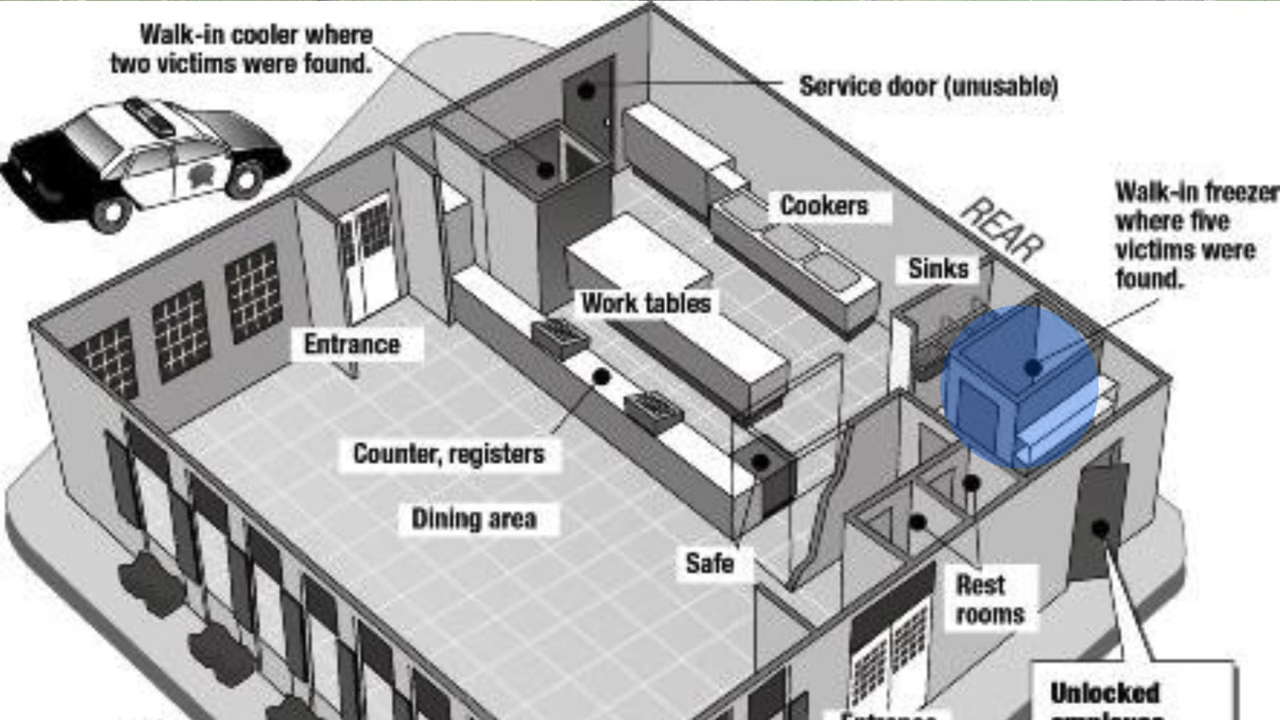 Walk-in cooler where
two victims were found.
Service door (unusable)
Walk-in freezer
where five
victims were
found.
REAR
Cookers
Sinks
Work tables
Entrance
Counter, registers
Dining area
Safe
Rest
rooms
Unlocked
Entrance